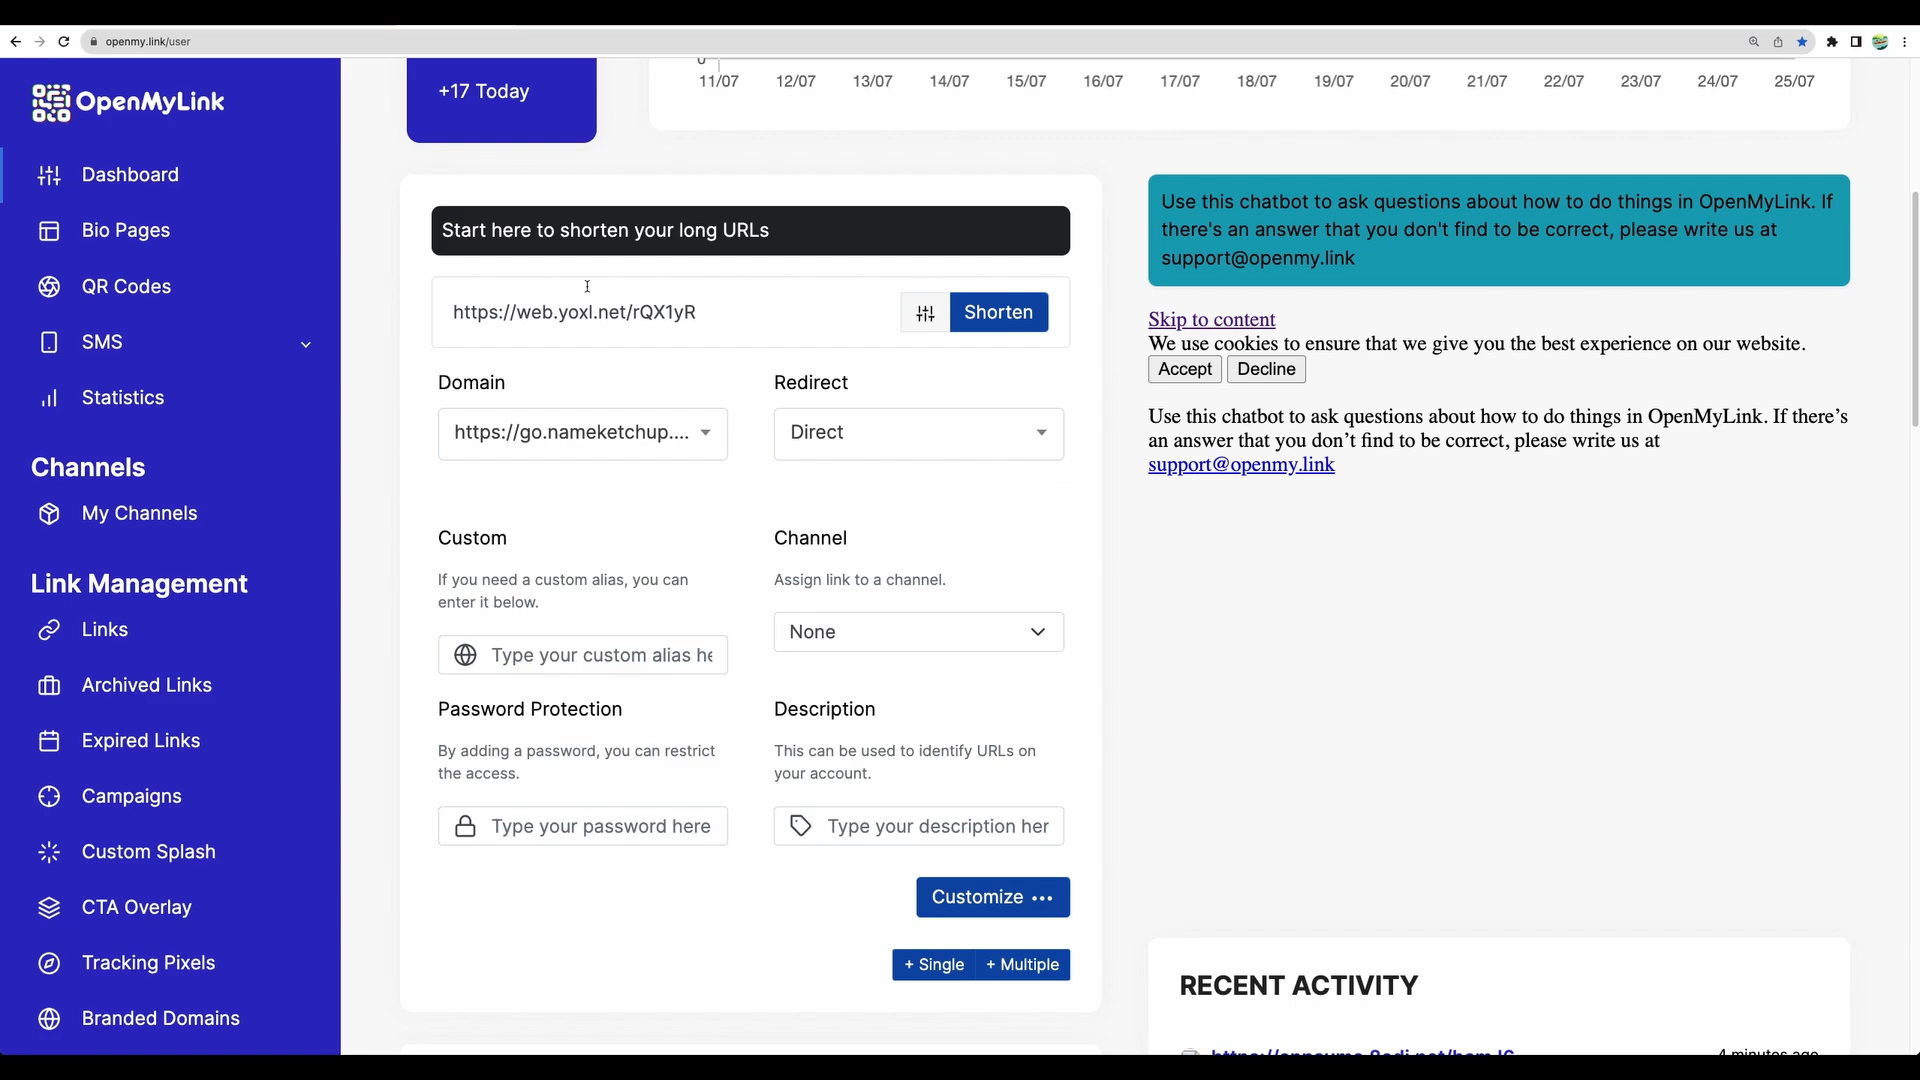 openmy.link/user
OpenMyLink
Dashboard
Bio Pages
QR Codes
SMS
Statistics
Channels
My Channels
Link Management
Links
Archived Links
Expired Links
Campaigns
Custom Splash
CTA Overlay
Tracking Pixels
Branded Domains
+17 Today
0
11/07 12/07 13/07 14/07 15/07 16/07 17/07 18/07 19/07 20/07 21/07 22/07 23/07 24/07 25/07
Start here to shorten your long URLs
https://web.yoxl.net/rQX1yR
Shorten
Domain
https://go.nameketchup....
Redirect
Direct
Custom
If you need a custom alias, you can
enter it below.
Type your custom alias he
Channel
Assign link to a channel.
None
Password Protection
By adding a password, you can restrict
the access.
Type your password here
Description
This can be used to identify URLs on
your account.
Type your description her
Customize •••
+ Single + Multiple
Use this chatbot to ask questions about how to do things in OpenMyLink. If
there's an answer that you don't find to be correct, please write us at
support@openmy.link
Skip to content
We use cookies to ensure that we give you the best experience on our website.
Accept Decline
Use this chatbot to ask questions about how to do things in OpenMyLink. If there’s
an answer that you don’t find to be correct, please write us at
support@openmy.link
RECENT ACTIVITY
4 minutes ago